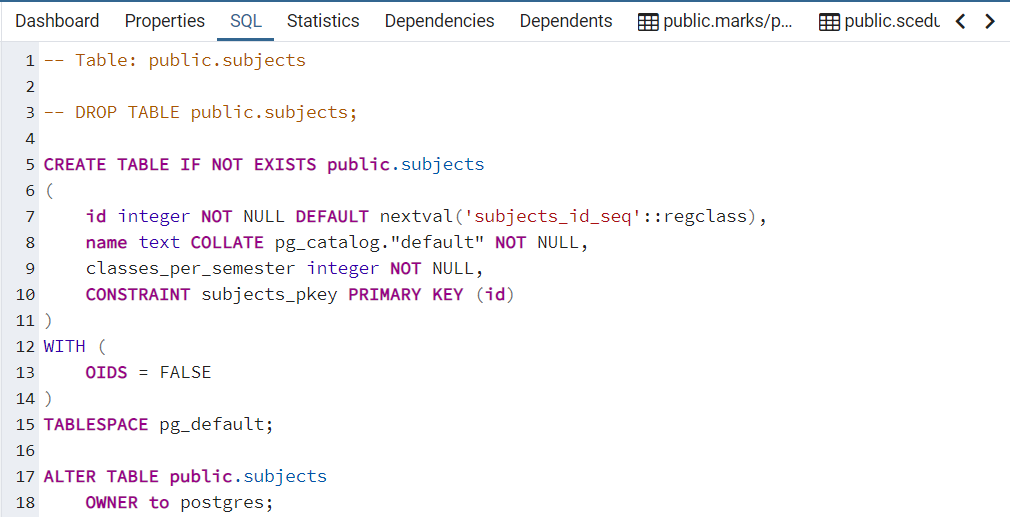 Dashboard Properties SQL Statistics Dependencies Dependents public.marks/p... public.scedu
1 -- Table: public.subjects
2
3 -- DROP TABLE public.subjects;
4
5 CREATE TABLE IF NOT EXISTS public.subjects
6 (
7     id integer NOT NULL DEFAULT nextval('subjects_id_seq'::regclass),
8     name text COLLATE pg_catalog."default" NOT NULL,
9     classes_per_semester integer NOT NULL,
10     CONSTRAINT subjects_pkey PRIMARY KEY (id)
11 )
12 WITH (
13     OIDS = FALSE
14 )
15 TABLESPACE pg_default;
16
17 ALTER TABLE public.subjects
18     OWNER to postgres;